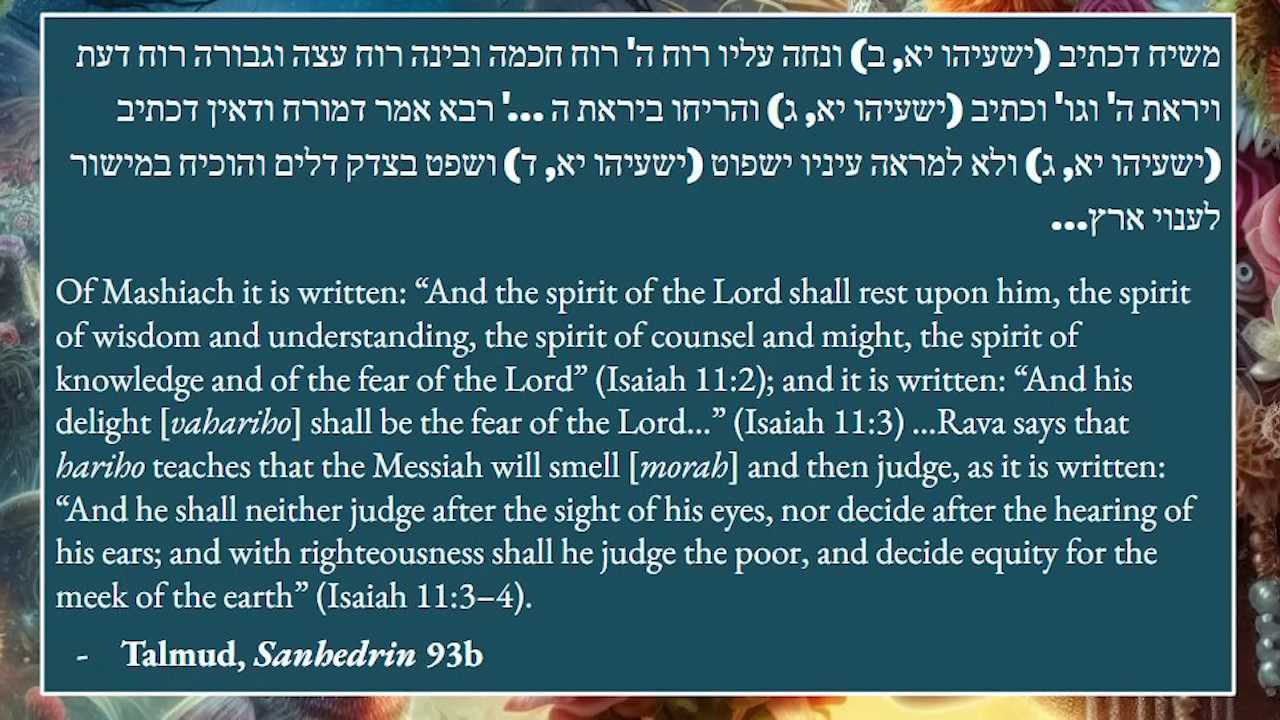 משיח דכתיב (ישעיהו יא, ב) ונחה עליו רוח ה' רוח חכמה ובינה רוח עצה וגבורה רוח דעת
ויראת ה' וגו' וכתיב (ישעיהו יא, ג) והריחו ביראת ה ...' רבא אמר דמורח ודאין דכתיב
(ישעיהו יא, ג) ולא למראה עיניו ישפוט (ישעיהו יא, ד) ושפט בצדק דלים והוכיח במישור
לענוי ארץ...
Of Mashiach it is written: “And the spirit of the Lord shall rest upon him, the spirit
of wisdom and understanding, the spirit of counsel and might, the spirit of
knowledge and of the fear of the Lord” (Isaiah 11:2); and it is written: “And his
delight [vahariho] shall be the fear of the Lord...” (Isaiah 11:3) ...Rava says that
hariho teaches that the Messiah will smell [morah] and then judge, as it is written:
“And he shall neither judge after the sight of his eyes, nor decide after the hearing of
his ears; and with righteousness shall he judge the poor, and decide equity for the
meek of the earth” (Isaiah 11:3–4).
- Talmud, Sanhedrin 93b